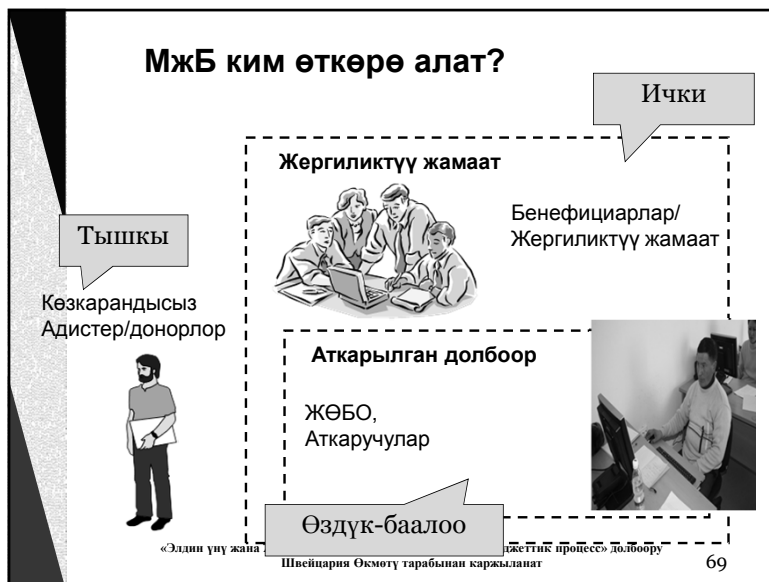 МжБ ким өткөрө алат?
Ички
Жергиликтүү жамаат
Бенефициарлар/
Жергиликтүү жамаат
Тышкы
Көзкарандысыз
Адистер/донорлор
Аткарылган долбоор
ЖӨБО,
Аткаруучулар
Өздүк-баалоо
«Элдин үнү жана процесс» долбоору
Швейцария Өкмөтү тарабынан каржыланат
69